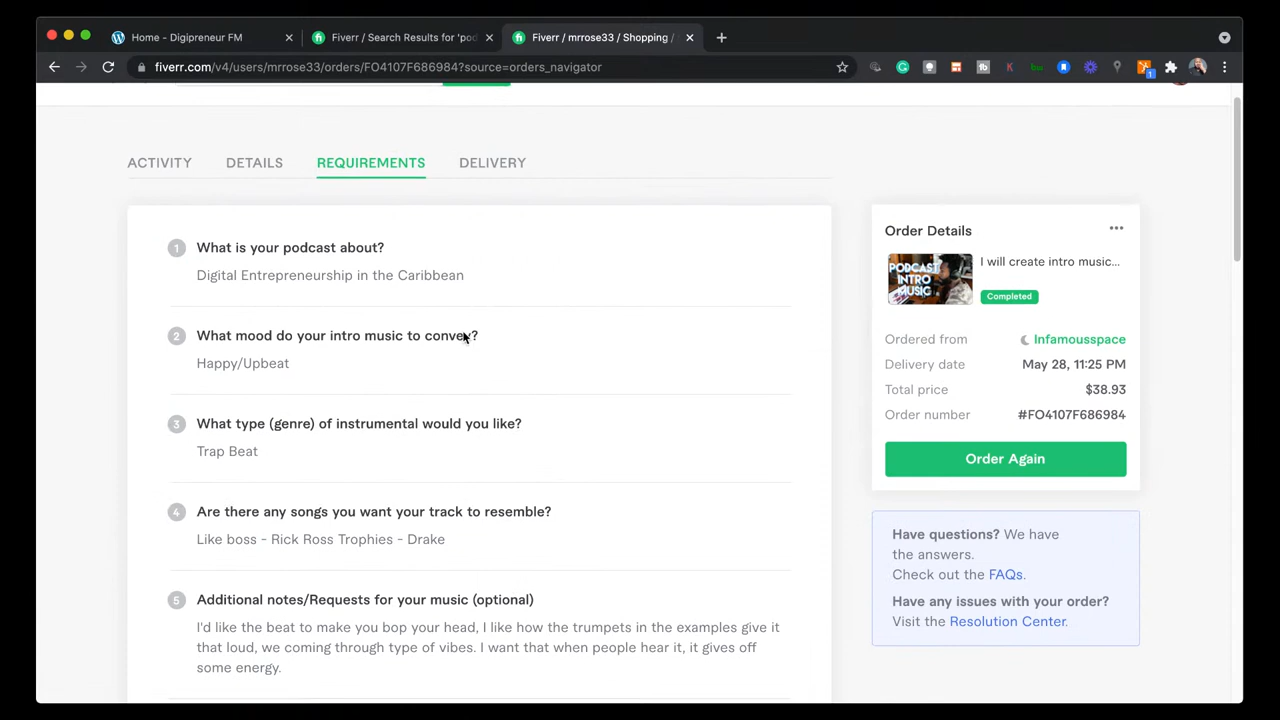 Home - Digipreneur FM
Fiverr / Search Results for 'pod
Fiverr / mrrose33 / Shopping /
fiverr.com/v4/users/mrrose33/orders/FO4107F686984?source=orders_navigator
ACTIVITY
DETAILS
REQUIREMENTS
DELIVERY
1
What is your podcast about?
Digital Entrepreneurship in the Caribbean
2
What mood do your intro music to convey?
Happy/Upbeat
3
What type (genre) of instrumental would you like?
Trap Beat
4
Are there any songs you want your track to resemble?
Like boss - Rick Ross Trophies - Drake
5
Additional notes/Requests for your music (optional)
I'd like the beat to make you bop your head, I like how the trumpets in the examples give it
that loud, we coming through type of vibes. I want that when people hear it, it gives off
some energy.
Order Details
PODCAST
INTRO
MUSIC
I will create intro music...
Completed
Ordered from
Infamousspace
Delivery date
May 28, 11:25 PM
Total price
$38.93
Order number
#FO4107F686984
Order Again
Have questions? We have
the answers.
Check out the FAQs.
Have any issues with your order?
Visit the Resolution Center.